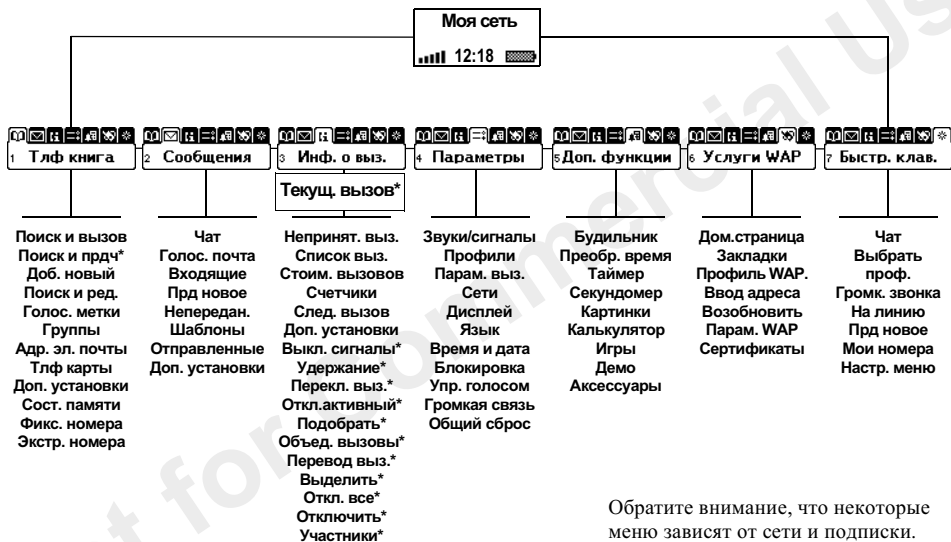 Моя сеть
12:18
1 Тлф книга
2 Сообщения
3 Инф. о выз.
4 Параметры
5 Доп. функции
6 Услуги WAP
7 Быстр. клав.
Текущ. вызов*
Поиск и вызов
Поиск и прдч*
Доб. новый
Поиск и ред.
Голос. метки
Группы
Адр. эл. почты
Тлф карты
Доп. установки
Сост. памяти
Фикс. номера
Экстр. номера
Чат
Голос. почта
Входящие
Прд новое
Непередан.
Шаблоны
Отправленные
Доп. установки
Непринят. выз.
Список выз.
Стоим. вызовов
Счетчики
След. вызов
Доп. установки
Выкл. сигналы*
Удержание*
Перекл. выз.*
Откл.активный*
Подобрать*
Объед. вызовы*
Перевод выз.*
Выделить*
Откл. все*
Отключить*
Участники*
Звуки/сигналы
Профили
Парам. выз.
Сети
Дисплей
Язык
Время и дата
Блокировка
Упр. голосом
Громкая связь
Общий сброс
Будильник
Преобр. время
Таймер
Секундомер
Картинки
Калькулятор
Игры
Демо
Аксессуары
Дом.страница
Закладки
Профиль WAP.
Ввод адреса
Возобновить
Парам. WAP
Сертификаты
Чат
Выбрать
проф.
Громк. звонка
На линию
Прд новое
Мои номера
Настр. меню
Обратите внимание, что некоторые
меню зависят от сети и подписки.
t for Commercial Us